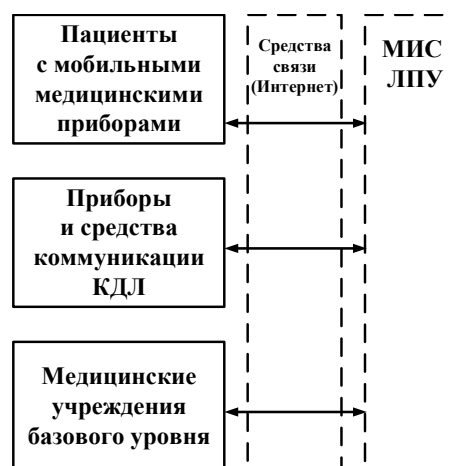 Пациенты
с мобильными
медицинскими
приборами
Средства
связи
(Интернет)
МИС
ЛПУ
Приборы
и средства
коммуникации
КДЛ
Медицинские
учреждения
базового уровня